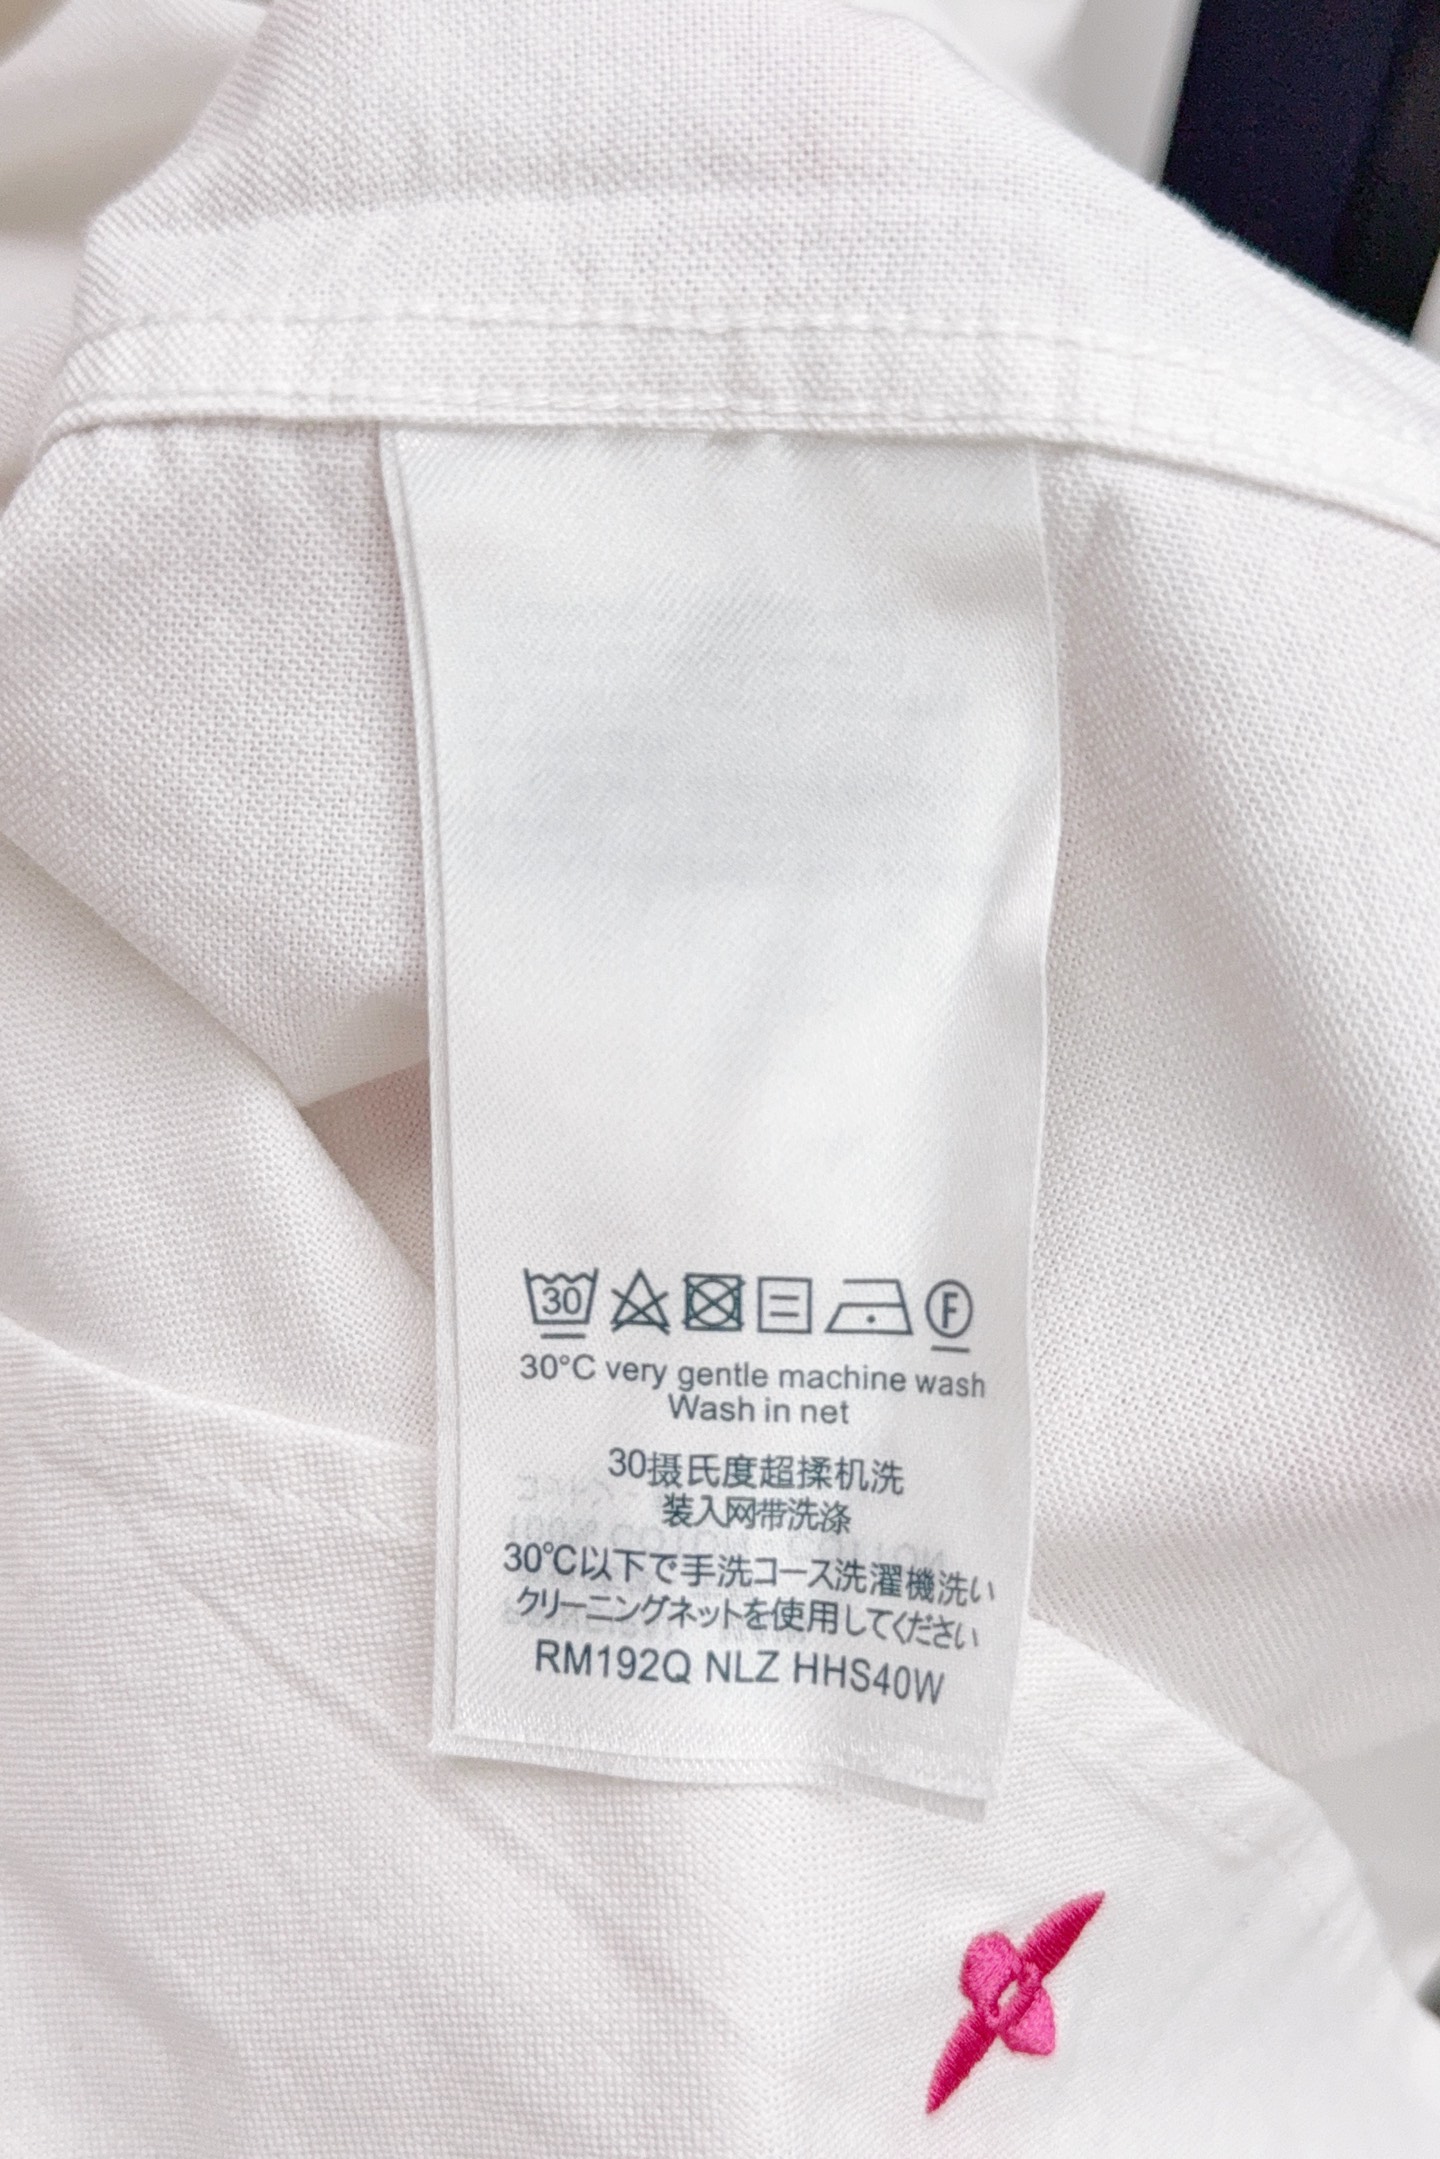 30
F
30°C very gentle machine wash
Wash in net
30摄氏度超揉机洗
装入网带洗涤
30℃以下で手洗コース洗濯機洗い
クリーニングネットを使用してください
RM192Q NLZ HHS40W